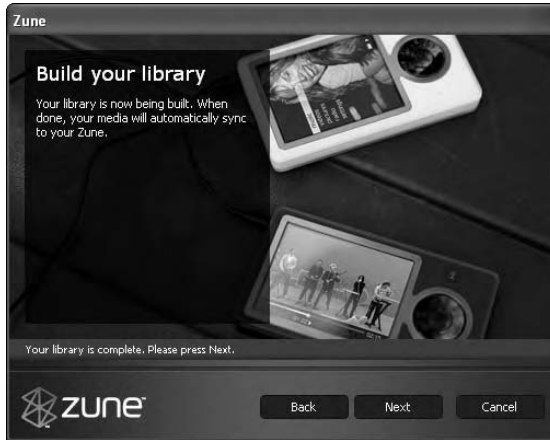 Zune
Build your library
Your library is now being built. When
done, your media will automatically sync
to your Zune.
Your library is complete. Please press Next.
zune
Back
Next
Cancel